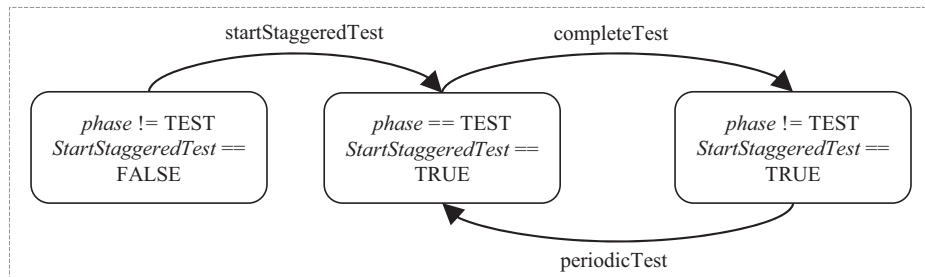 startStaggeredTest
completeTest
phase != TEST
StartStaggeredTest ==
FALSE
phase == TEST
StartStaggeredTest ==
TRUE
phase != TEST
StartStaggeredTest ==
TRUE
periodicTest